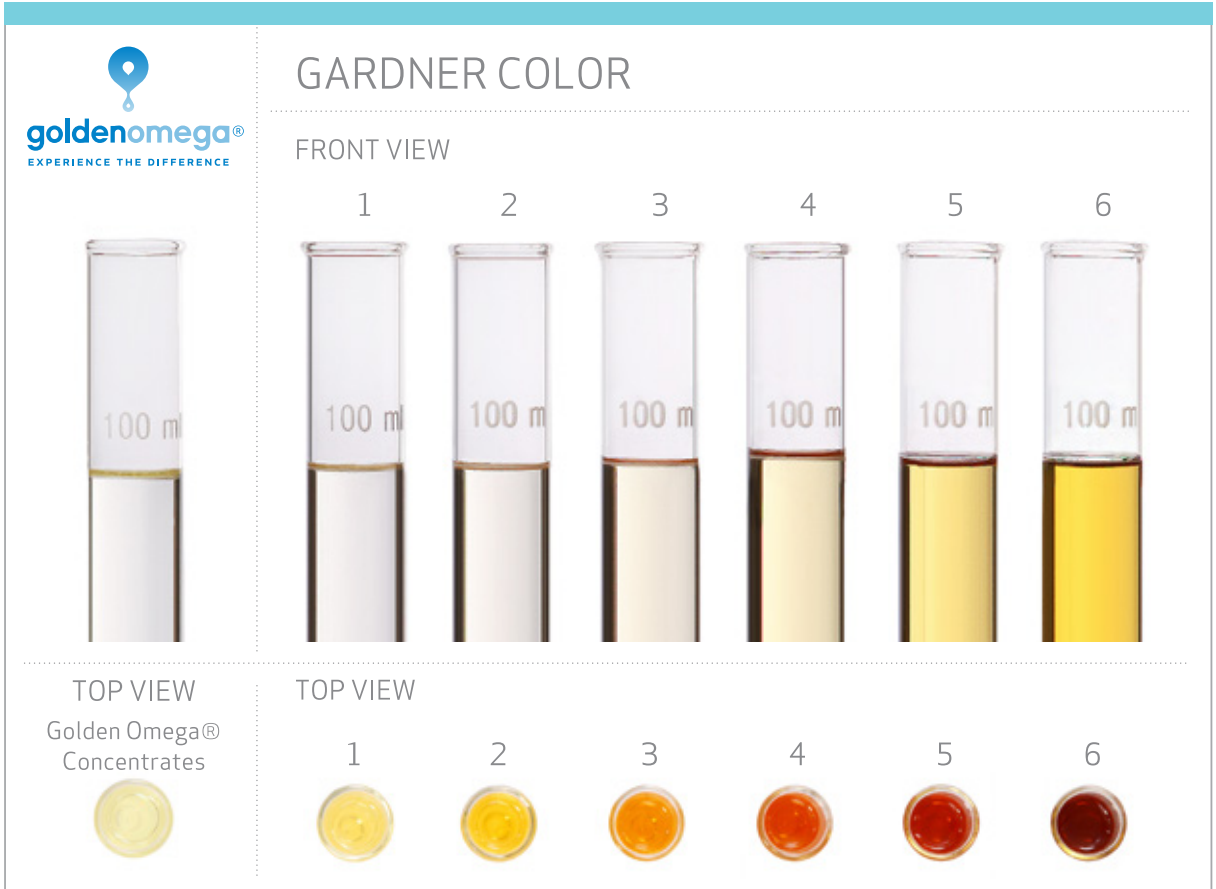 goldenomega®
EXPERIENCE THE DIFFERENCE
GARDNER COLOR
FRONT VIEW
1 2 3 4 5 6
100 ml 100 ml 100 m 100 m 100 m 100 m 100 m
TOP VIEW
Golden Omega®
Concentrates
TOP VIEW
1 2 3 4 5 6